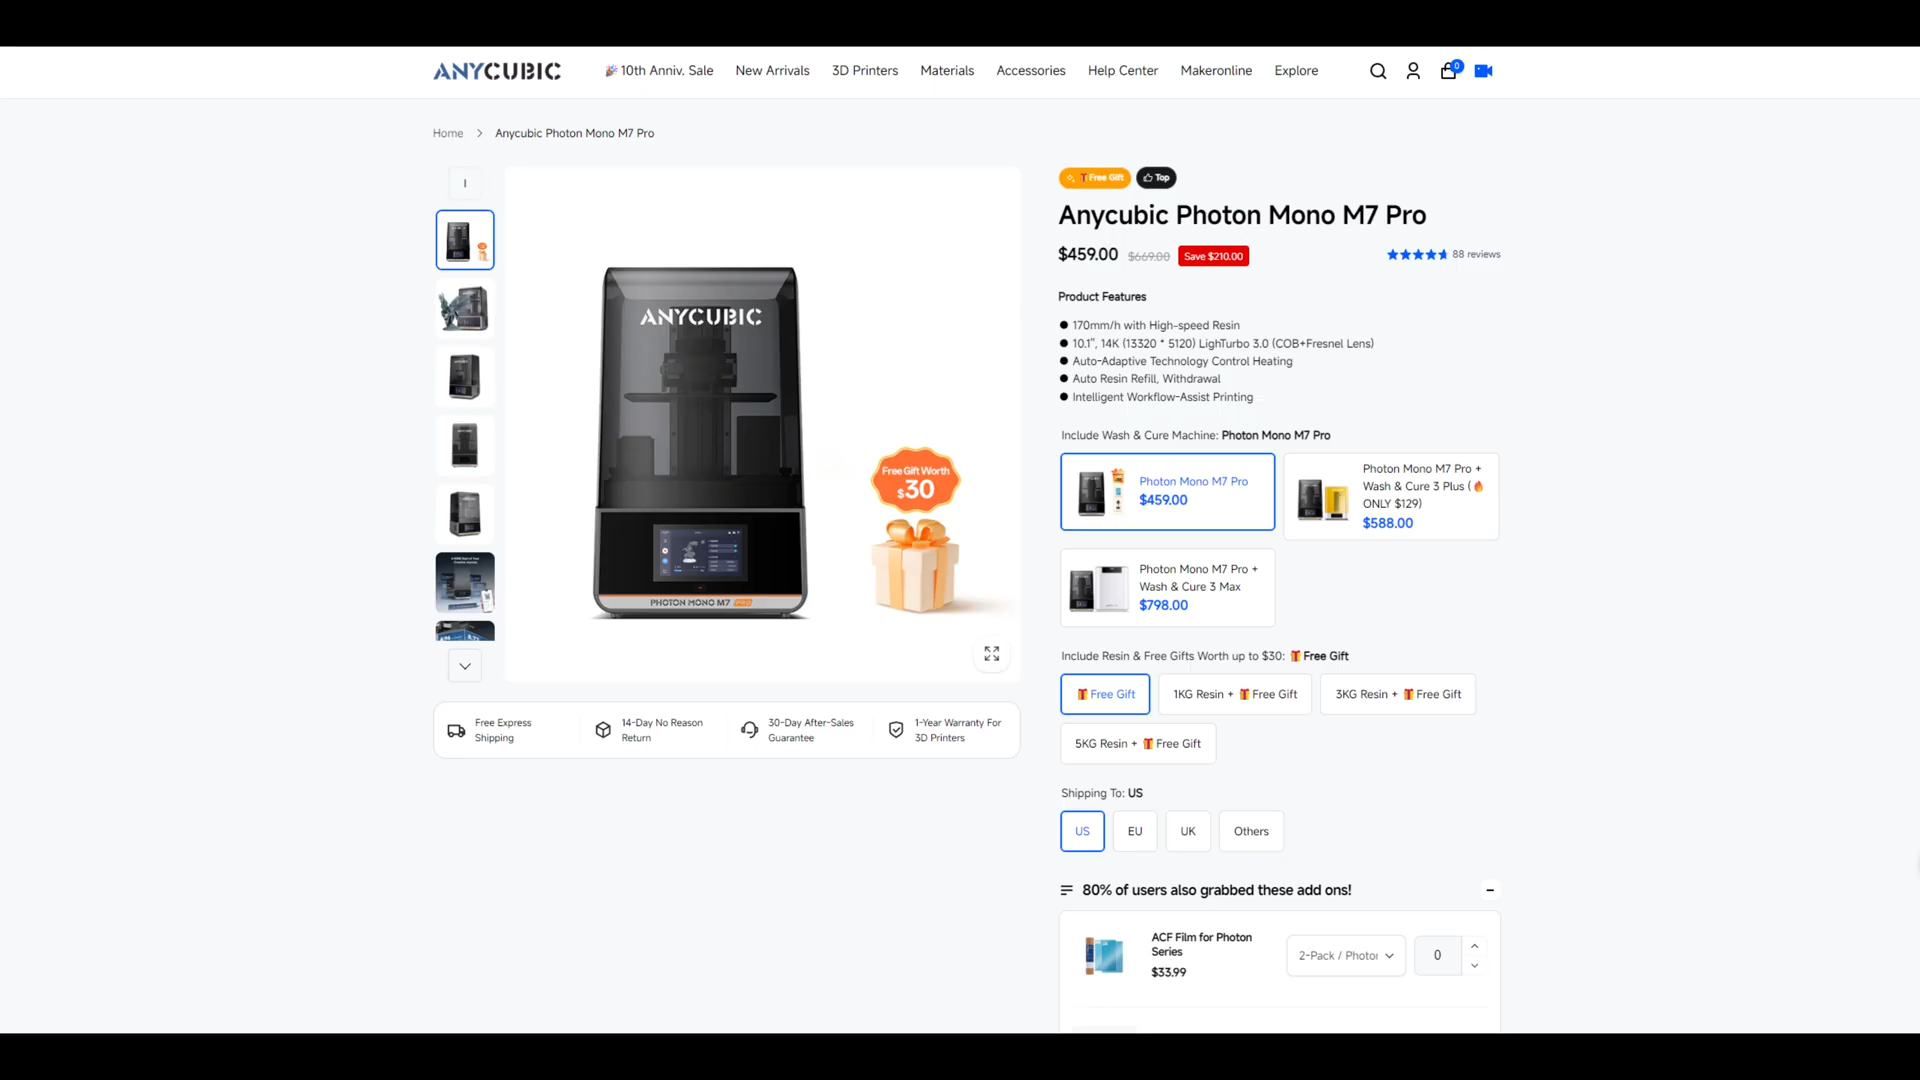 ANYCUBIC
10th Anniv. Sale
New Arrivals
3D Printers
Materials
Accessories
Help Center
Makeronline
Explore
0
Home > Anycubic Photon Mono M7 Pro
ANYCUBIC
PHOTON MONO M7 PRO
Free Gift Worth
$30
Free Express
Shipping
14-Day No Reason
Return
30-Day After-Sales
Guarantee
1-Year Warranty For
3D Printers
Free Gift
Top
Anycubic Photon Mono M7 Pro
$459.00 $669.00 Save $210.00
88 reviews
Product Features
● 170mm/h with High-speed Resin
● 10.1", 14K (13320 * 5120) LighTurbo 3.0 (COB+Fresnel Lens)
● Auto-Adaptive Technology Control Heating
● Auto Resin Refill, Withdrawal
● Intelligent Workflow-Assist Printing
Include Wash & Cure Machine: Photon Mono M7 Pro
Photon Mono M7 Pro
$459.00
Photon Mono M7 Pro +
Wash & Cure 3 Plus (🔥
ONLY $129)
$588.00
Photon Mono M7 Pro +
Wash & Cure 3 Max
$798.00
Include Resin & Free Gifts Worth up to $30: 🎁Free Gift
🎁Free Gift
1KG Resin + 🎁Free Gift
3KG Resin + 🎁Free Gift
5KG Resin + 🎁Free Gift
Shipping To: US
US
EU
UK
Others
80% of users also grabbed these add ons!
ACF Film for Photon
Series
$33.99
2-Pack / Photo
0